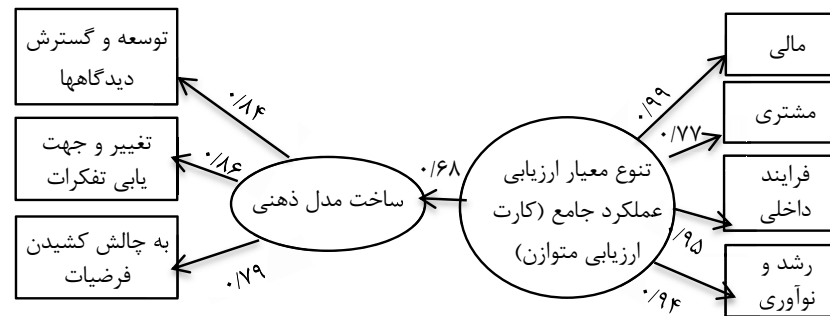 مالی
۰/۹۹
مشتری
۰/۷۷
فرایند
داخلی
۰/۹۵
رشد و
نوآوری
۰/۹۴
تنوع معیار ارزیابی
عملکرد جامع (کارت
ارزیابی متوازن)
۰/۶۸
ساخت مدل ذهنی
توسعه و گسترش
دیدگاهها
۰/۸۴
تغییر و جهت
یابی تفکرات
۰/۸۶
به چالش کشیدن
فرضیات
۰/۷۹